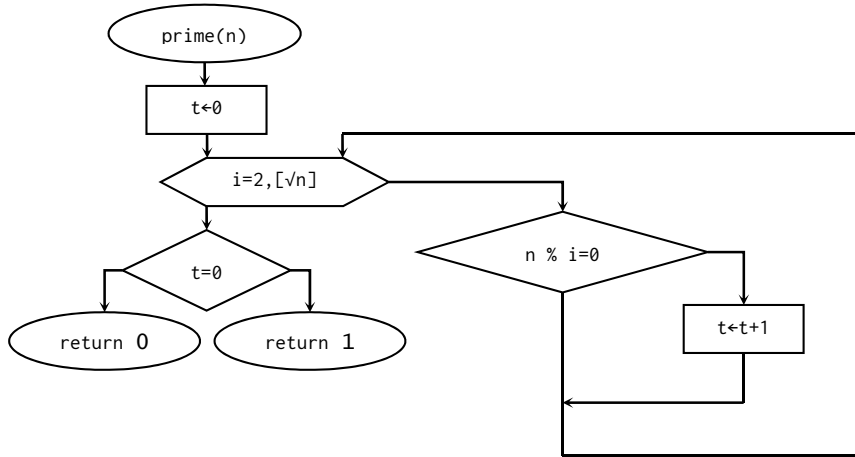 prime(n)
t←0
i=2,[√n]
t=0
n % i=0
return 0
return 1
t←t+1